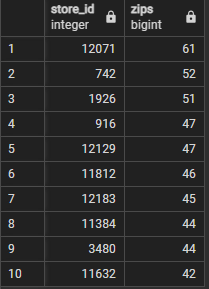 store_id zips
integer bigint
1 12071 61
2 742 52
3 1926 51
4 916 47
5 12129 47
6 11812 46
7 12183 45
8 11384 44
9 3480 44
10 11632 42